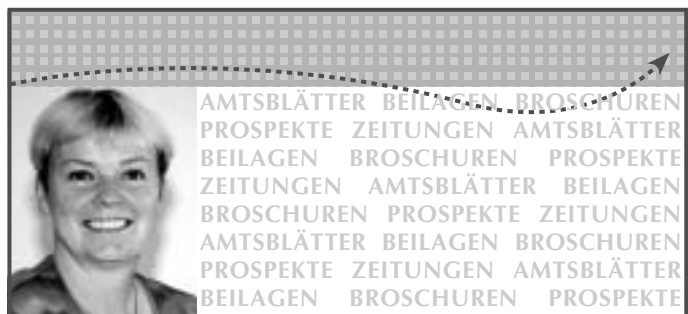 AMTSBLÄTTER BEILAGEN BROSCHUREN
PROSPEKTE ZEITUNGEN AMTSBLÄTTER
BEILAGEN BROSCHUREN PROSPEKTE
ZEITUNGEN AMTSBLÄTTER BEILAGEN
BROSCHUREN PROSPEKTE ZEITUNGEN
AMTSBLÄTTER BEILAGEN BROSCHUREN
PROSPEKTE ZEITUNGEN AMTSBLÄTTER
BEILAGEN BROSCHUREN PROSPEKTE